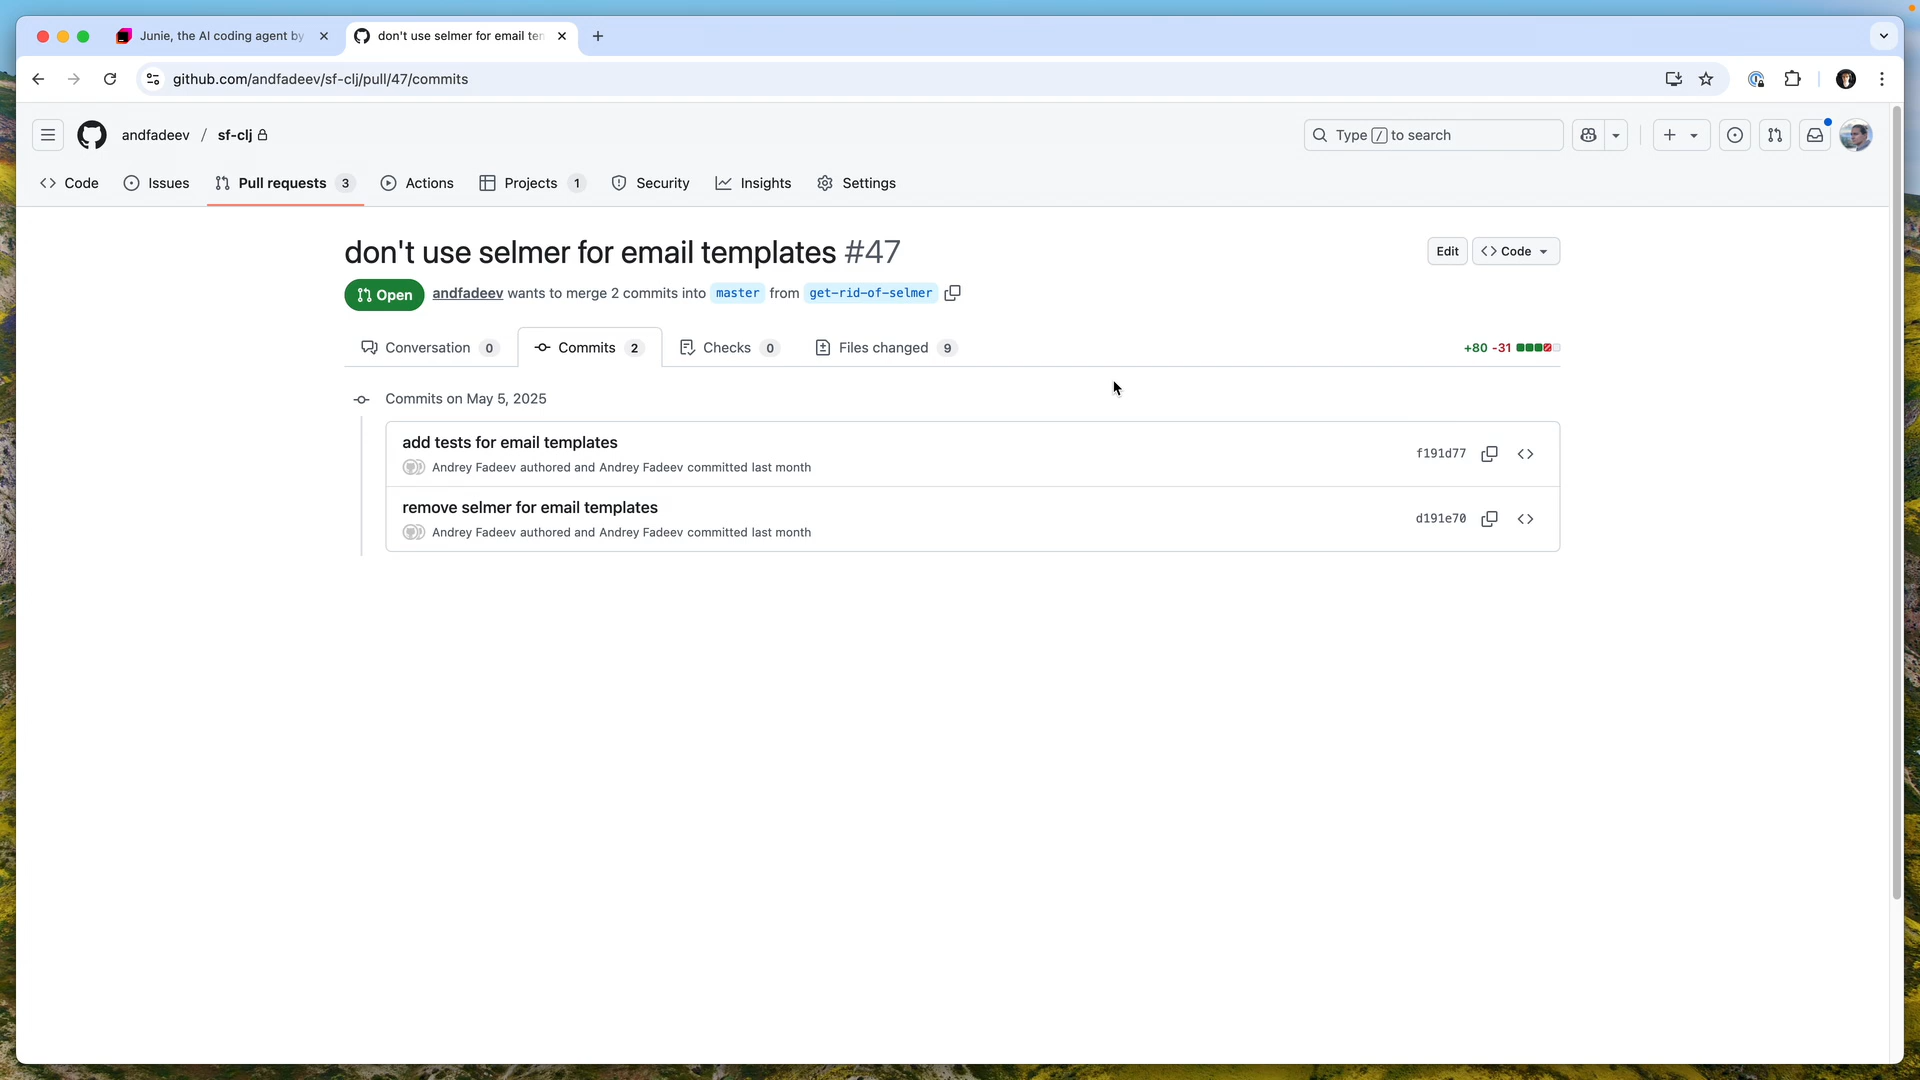 Junie, the AI coding agent by
don't use selmer for email ten
github.com/andfadeev/sf-clj/pull/47/commits
andfadeev / sf-clj
Type / to search
Code
Issues
Pull requests 3
Actions
Projects 1
Security
Insights
Settings
don't use selmer for email templates #47
Edit
Code
Open
andfadeev wants to merge 2 commits into master from get-rid-of-selmer
Conversation 0
Commits 2
Checks 0
Files changed 9
+80 -31
Commits on May 5, 2025
add tests for email templates
Andrey Fadeev authored and Andrey Fadeev committed last month
f191d77
remove selmer for email templates
Andrey Fadeev authored and Andrey Fadeev committed last month
d191e70